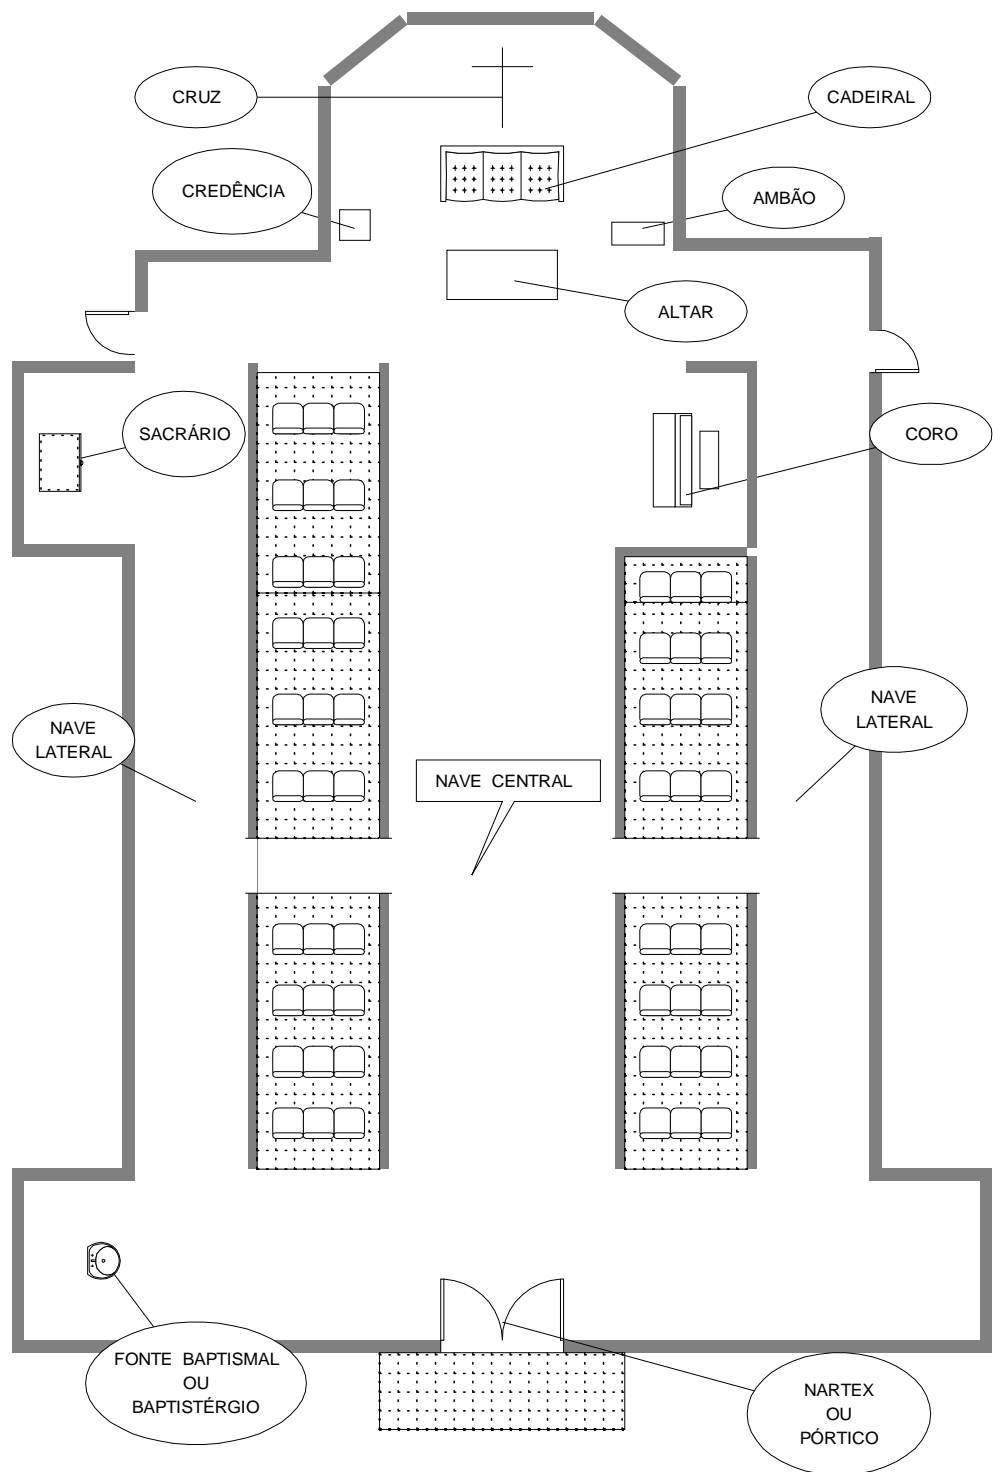 CRUZ
CADEIRAL
CREDÊNCIA
AMBÃO
ALTAR
SACRÁRIO
CORO
NAVE
LATERAL
NAVE
LATERAL
NAVE CENTRAL
FONTE BAPTISMAL
OU
BAPTISTÉRGIO
NARTEX
OU
PÓRTICO